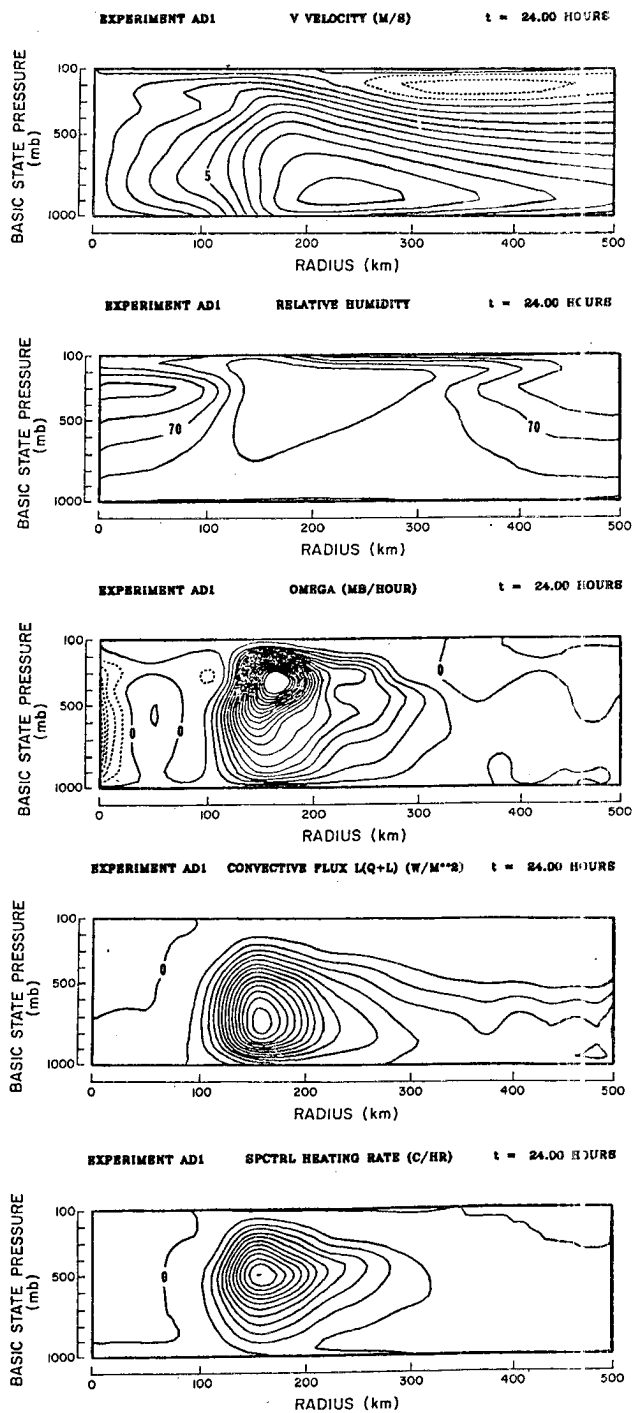 EXPERIMENT AD1 V VELOCITY (M/S) t = 24.00 HOURS
BASIC STATE PRESSURE
(mb)
100
500
1000
5
0 100 200 300 400 500
RADIUS (km)
EXPERIMENT AD1 RELATIVE HUMIDITY t = 24.00 HOURS
BASIC STATE PRESSURE
(mb)
100
500
1000
70 70
0 100 200 300 400 500
RADIUS (km)
EXPERIMENT AD1 OMEGA (MB/HOUR) t = 24.00 HOURS
BASIC STATE PRESSURE
(mb)
100
500
1000
0
0 0
0 100 200 300 400 500
RADIUS (km)
EXPERIMENT AD1 CONVECTIVE FLUX L(Q+L) (W/M**2) t = 24.00 HOURS
BASIC STATE PRESSURE
(mb)
100
500
1000
0
0 100 200 300 400 500
RADIUS (km)
EXPERIMENT AD1 SPCTRL HEATING RATE (C/HR) t = 24.00 HOURS
BASIC STATE PRESSURE
(mb)
100
500
1000
0
0 100 200 300 400 500
RADIUS (km)